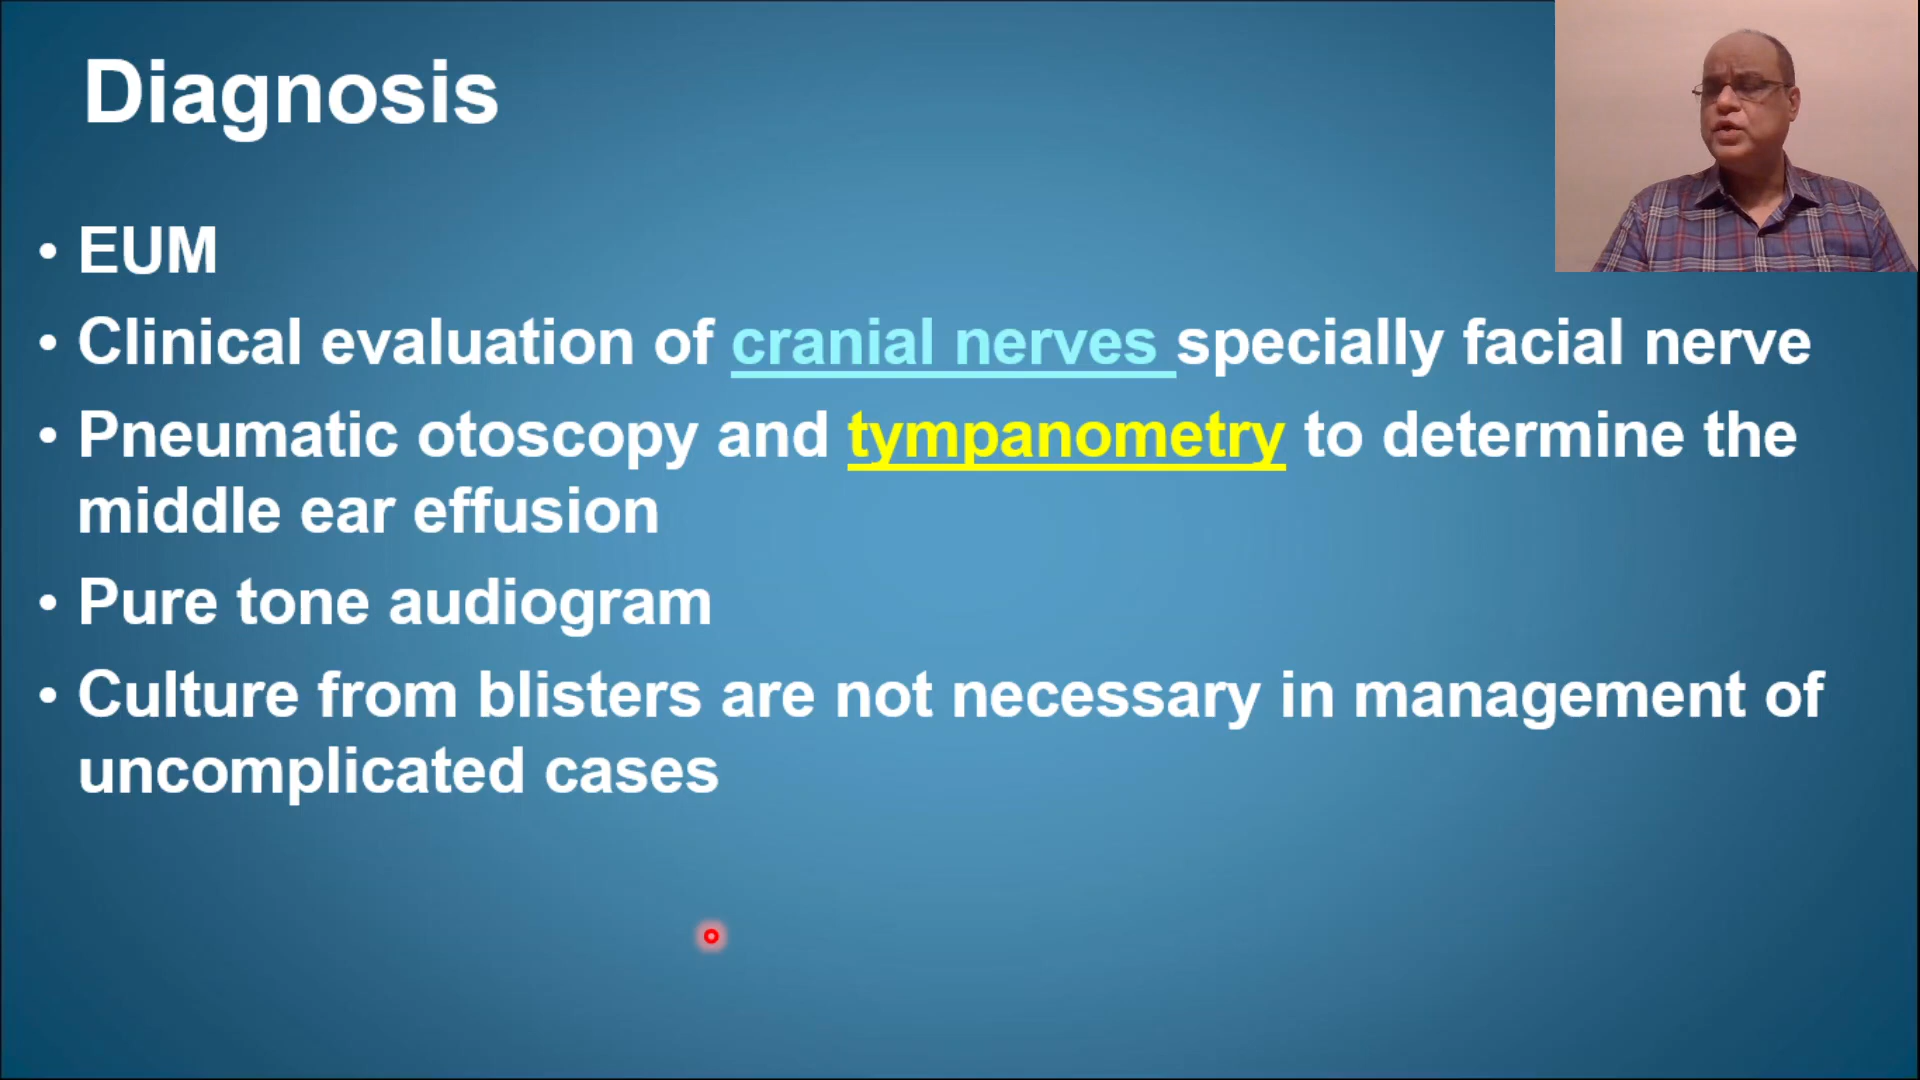 Diagnosis
• EUM
• Clinical evaluation of cranial nerves specially facial nerve
• Pneumatic otoscopy and tympanometry to determine the
middle ear effusion
• Pure tone audiogram
• Culture from blisters are not necessary in management of
uncomplicated cases